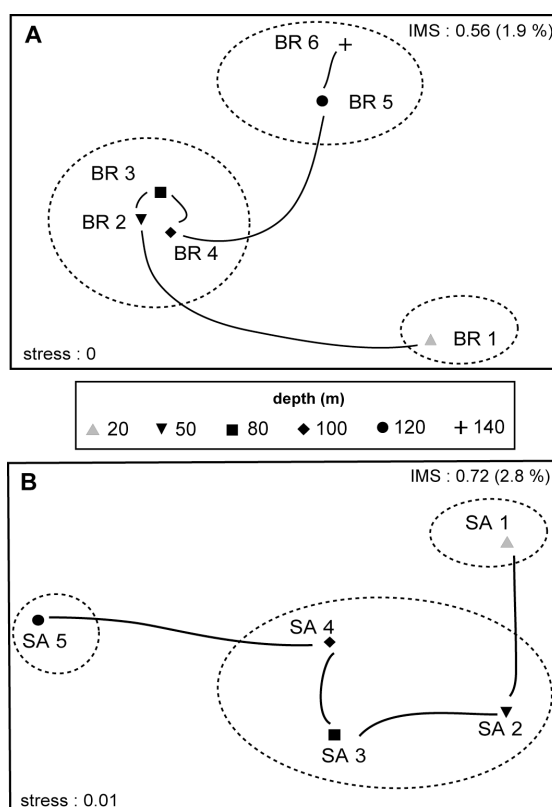 A
IMS : 0.56 (1.9 %)
BR 6
BR 5
BR 3
BR 2
BR 4
BR 1
stress : 0
depth (m)
20 50 80 100 120 140
B
IMS : 0.72 (2.8 %)
SA 1
SA 5
SA 4
SA 2
SA 3
stress : 0.01